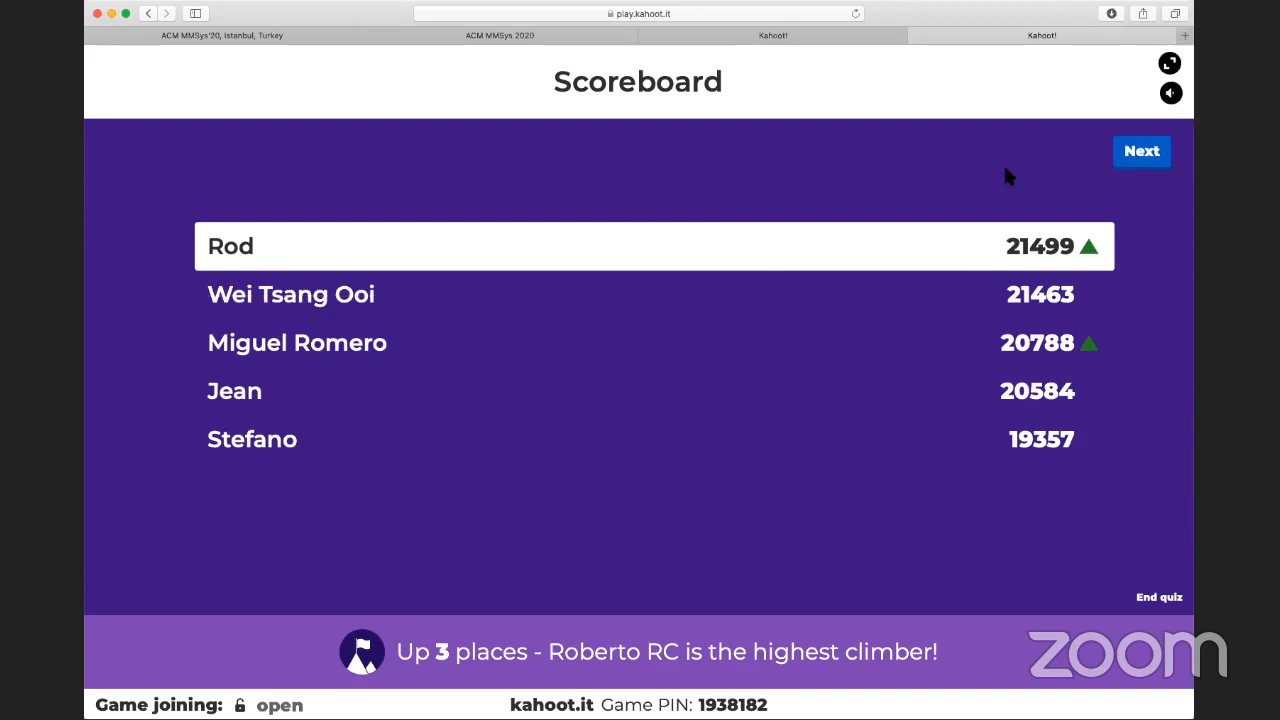 play.kahoot.it
ACM MMSys'20, Istanbul, Turkey
ACM MMSys 2020
Kahoot!
Kahoot!
Scoreboard
Next
Rod 21499
Wei Tsang Ooi 21463
Miguel Romero 20788
Jean 20584
Stefano 19357
End quiz
Up 3 places - Roberto RC is the highest climber!
zoom
Game joining: open
kahoot.it Game PIN: 1938182